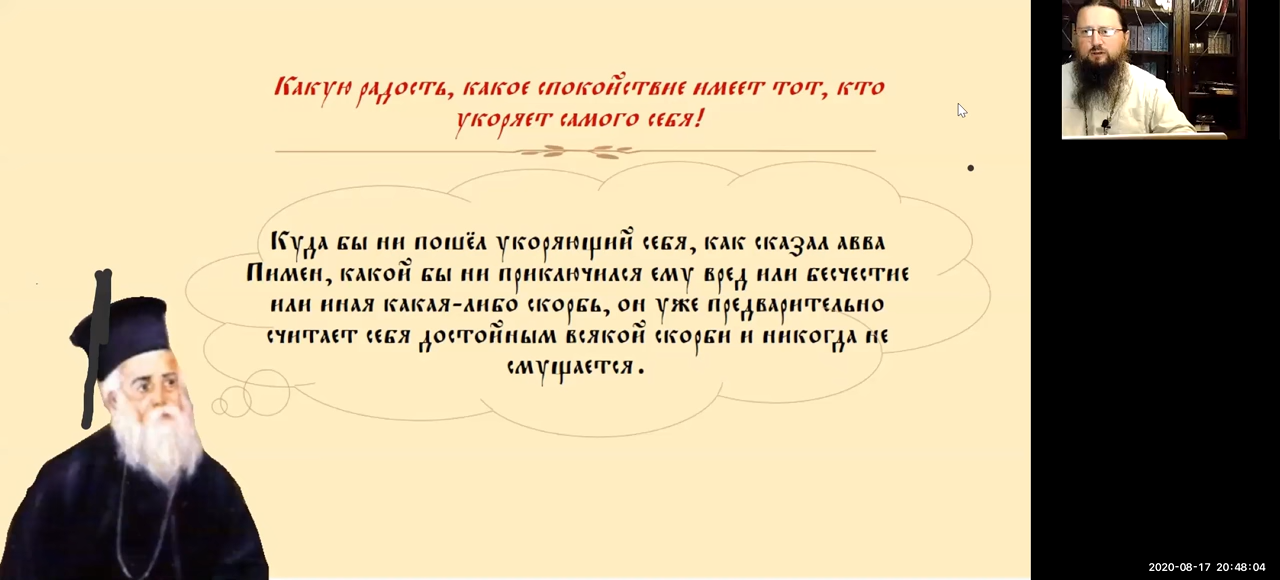 Какую радость, какое спокойствие имеет тот, кто
укоряет самого себя!
Куда бы ни пошёл укоряющий себя, как сказал авва
Пимен, какой бы ни приключился ему вред или бесчестие
или иная какая-либо скорбь, он уже предварительно
считает себя достойным всякой скорби и никогда не
смущается.
2020-08-17 20:48:04